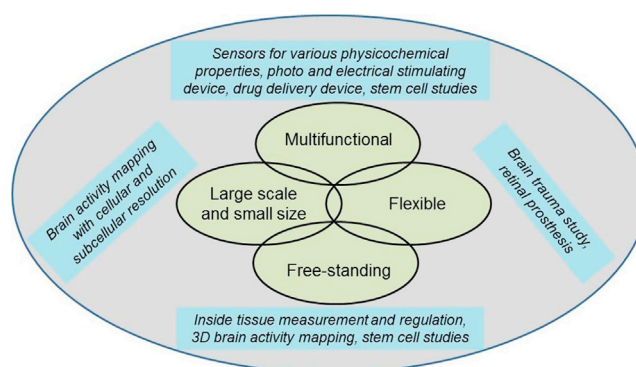 Sensors for various physicochemical
properties, photo and electrical stimulating
device, drug delivery device, stem cell studies
Multifunctional
Brain activity mapping
with cellular and
subcellular resolution
Large scale
and small size
Flexible
Brain trauma study,
retinal prosthesis
Free-standing
Inside tissue measurement and regulation,
3D brain activity mapping, stem cell studies